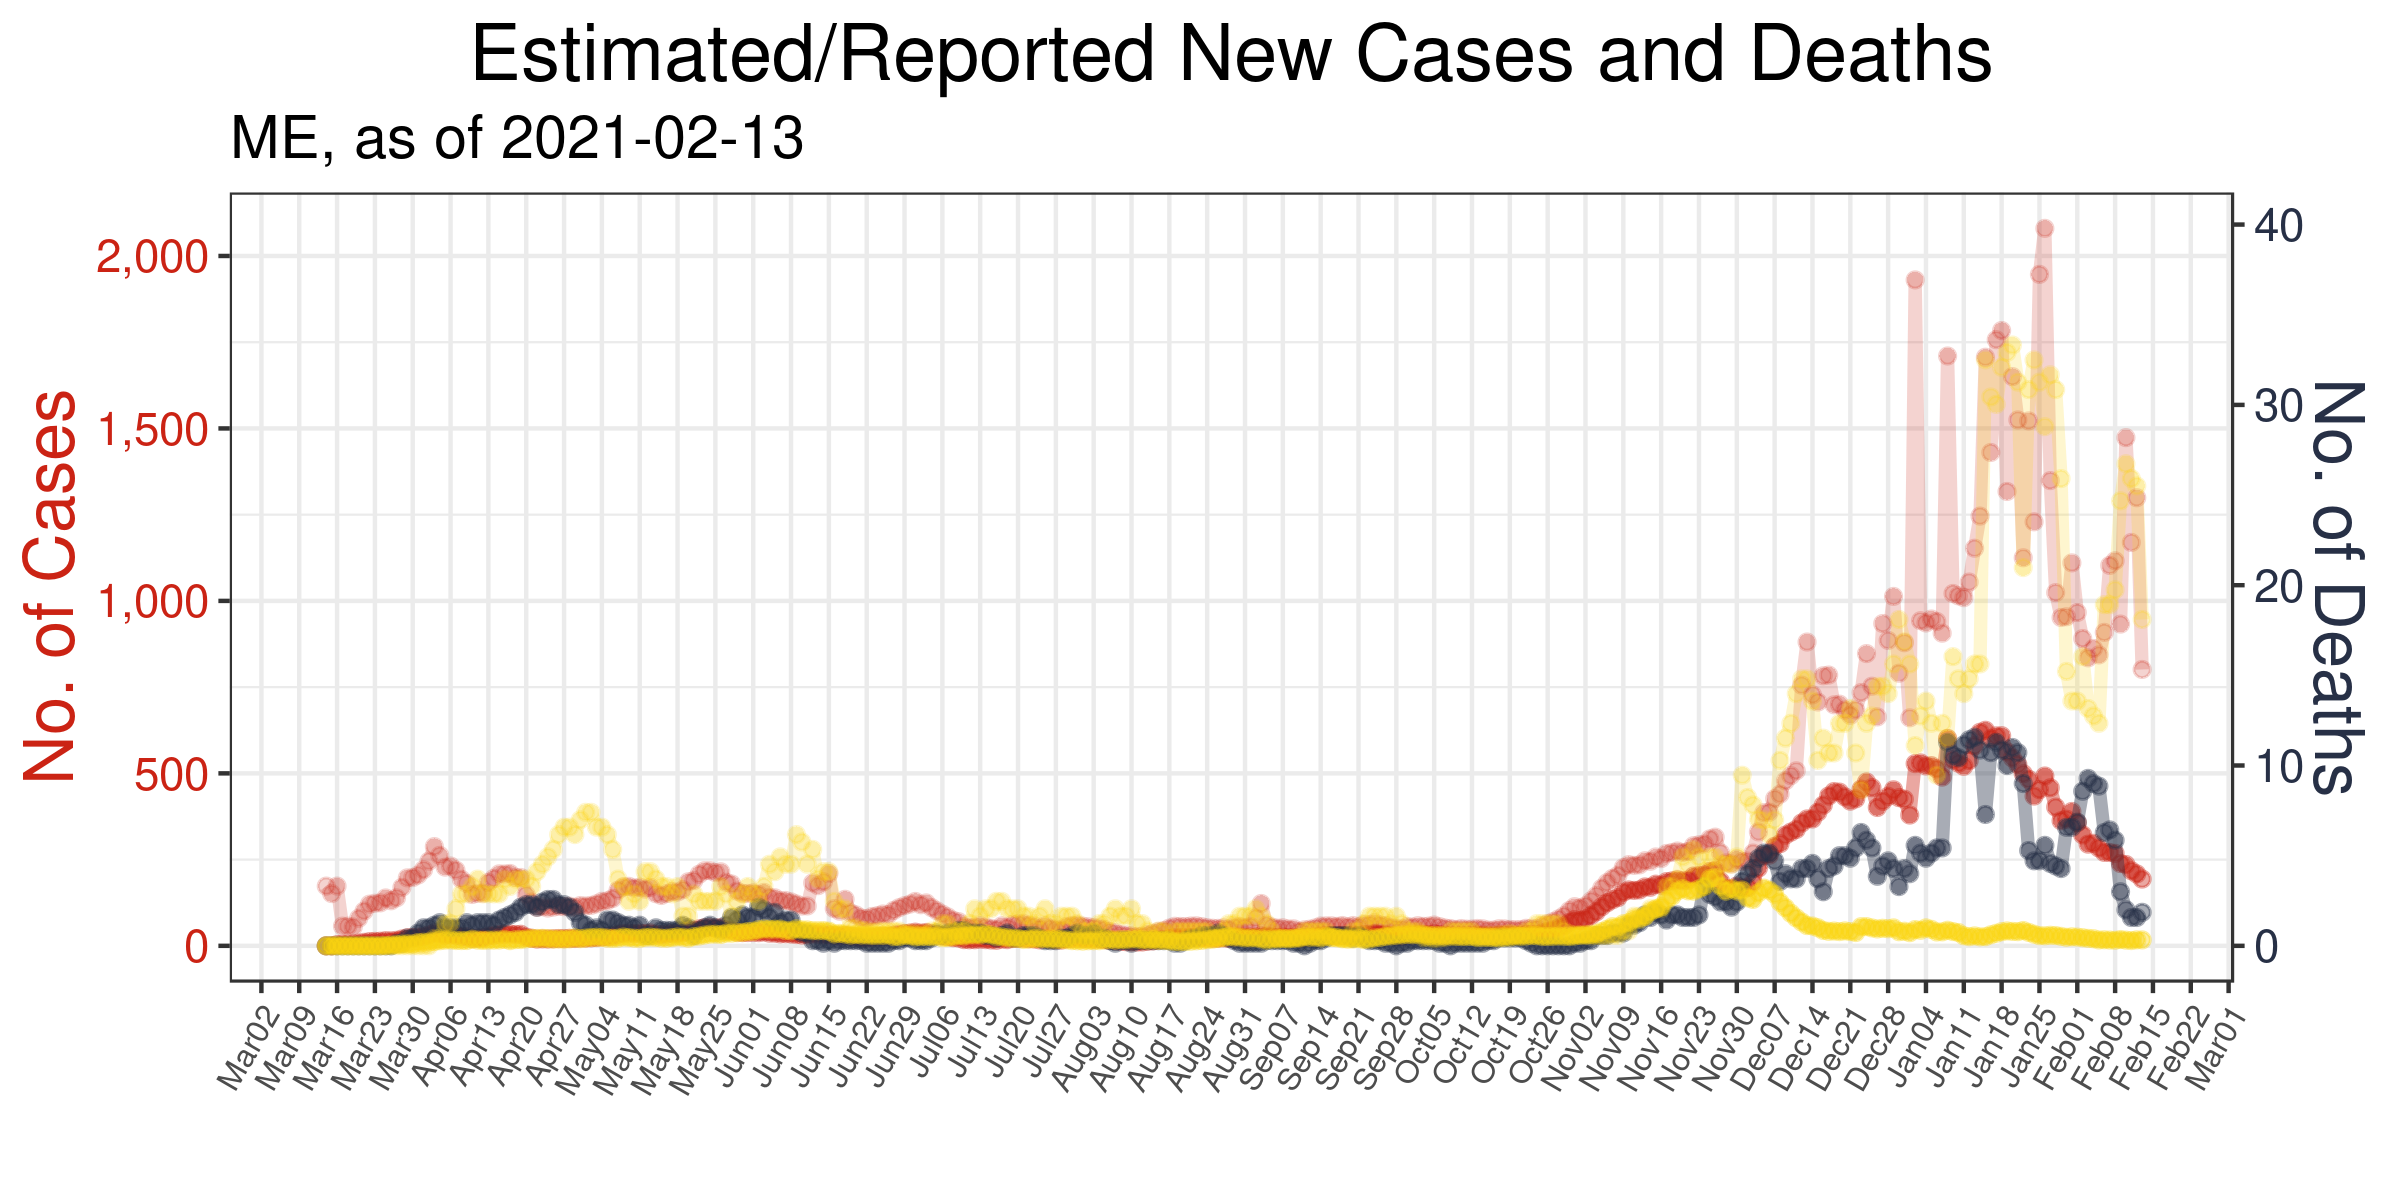 Estimated/Reported New Cases and Deaths
ME, as of 2021-02-13
No. of Cases
2,000
1,500
1,000
500
0
40
30
20
10
0
No. of Deaths
Mar02
Mar09
Mar16
Mar23
Mar30
Apr06
Apr13
Apr20
Apr27
May04
May11
May18
May25
Jun01
Jun08
Jun15
Jun22
Jun29
Jul06
Jul13
Jul20
Jul27
Aug03
Aug10
Aug17
Aug24
Aug31
Sep07
Sep14
Sep21
Sep28
Oct05
Oct12
Oct19
Oct26
Nov02
Nov09
Nov16
Nov23
Nov30
Dec07
Dec14
Dec21
Dec28
Jan04
Jan11
Jan18
Jan25
Feb01
Feb08
Feb15
Feb22
Mar01